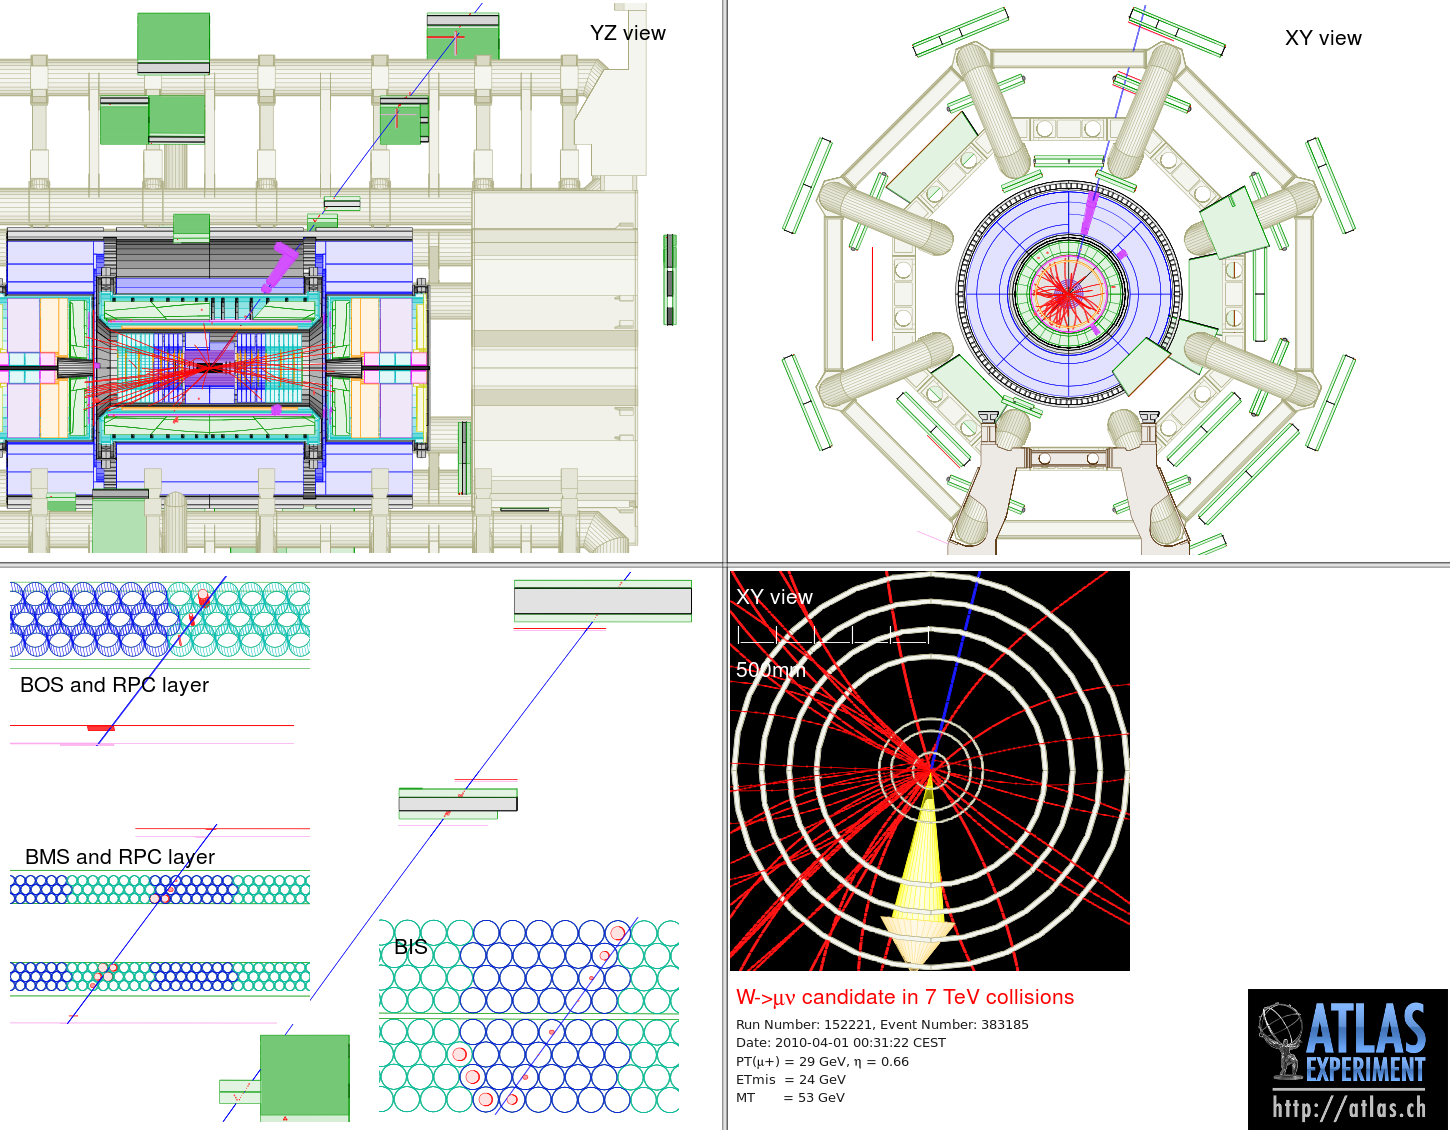 YZ view
XY view
BOS and RPC layer
BMS and RPC layer
BIS
XY view
500mm
W->μν candidate in 7 TeV collisions
Run Number: 152221, Event Number: 383185
Date: 2010-04-01 00:31:22 CEST
PT(μ+) = 29 GeV, η = 0.66
ETmis = 24 GeV
MT = 53 GeV
ATLAS
EXPERIMENT
http://atlas.ch